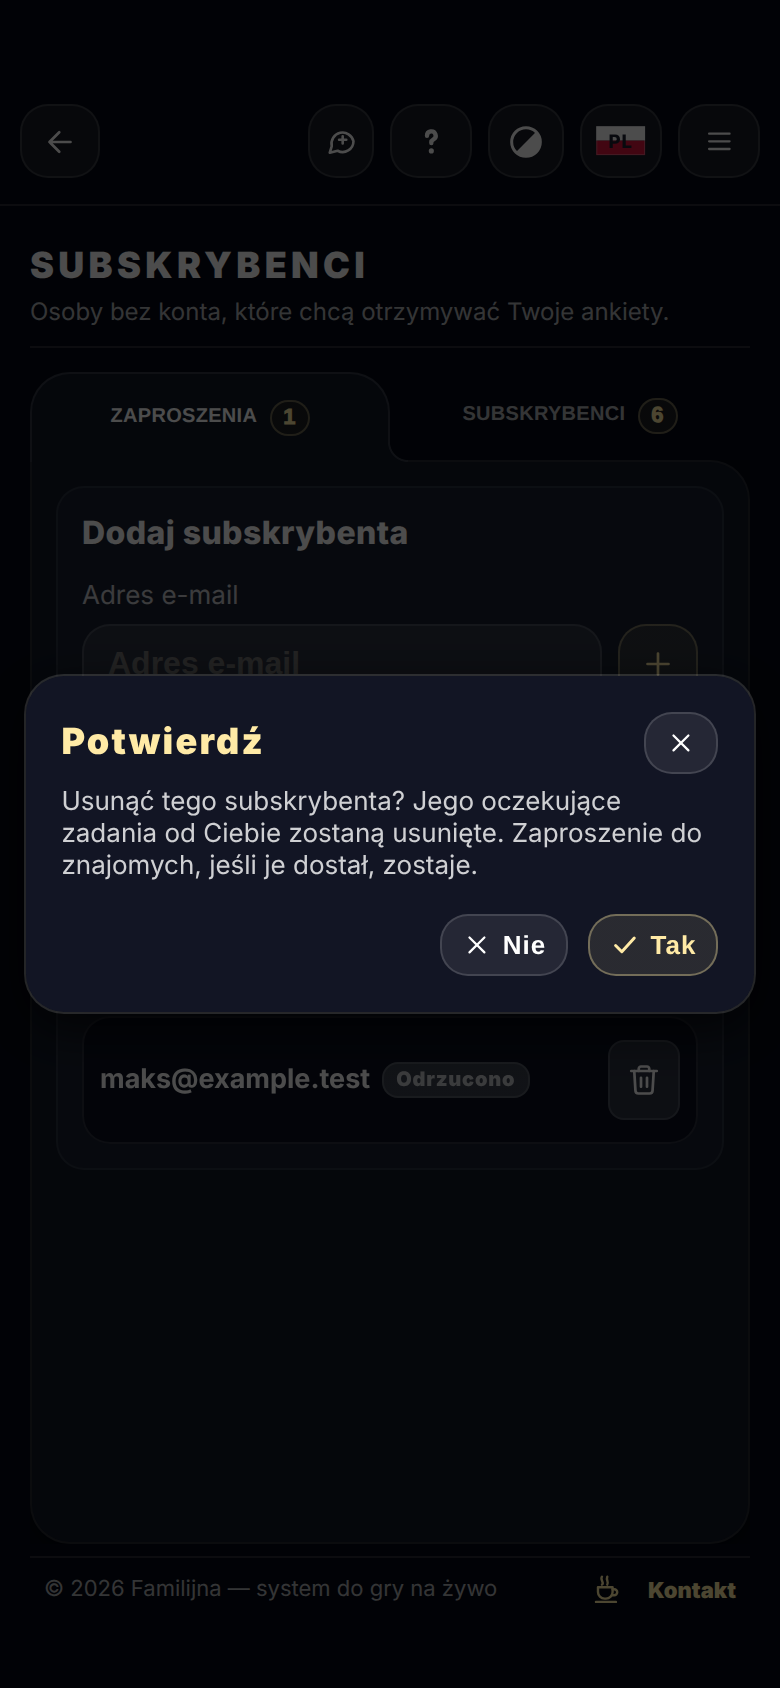 PL
SUBSKRYBENCI
Osoby bez konta, które chcą otrzymywać Twoje ankiety.
ZAPROSZENIA 1
SUBSKRYBENCI 6
Dodaj subskrybenta
Adres e-mail
Adres e-mail
Potwierdź
Usunąć tego subskrybenta? Jego oczekujące
zadania od Ciebie zostaną usunięte. Zaproszenie do
znajomych, jeśli je dostał, zostaje.
Nie
Tak
maks@example.test Odrzucono
© 2026 Familijna — system do gry na żywo
Kontakt